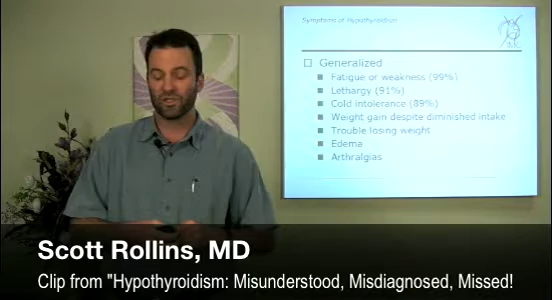 Symptoms of Hypothyroidism
Generalized
Fatigue or weakness (99%)
Lethargy (91%)
Cold intolerance (89%)
Weight gain despite diminished intake
Trouble losing weight
Edema
Arthralgias
Scott Rollins, MD
Clip from "Hypothyroidism: Misunderstood, Misdiagnosed, Missed!